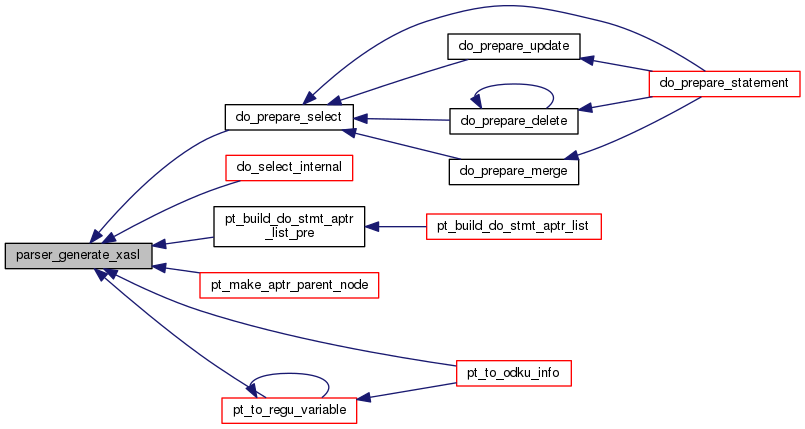 do_prepare_update
do_prepare_statement
do_prepare_select
do_prepare_delete
do_prepare_merge
do_select_internal
pt_build_do_stmt_aptr
_list_pre
pt_build_do_stmt_aptr_list
parser_generate_xasl
pt_make_aptr_parent_node
pt_to_odku_info
pt_to_regu_variable